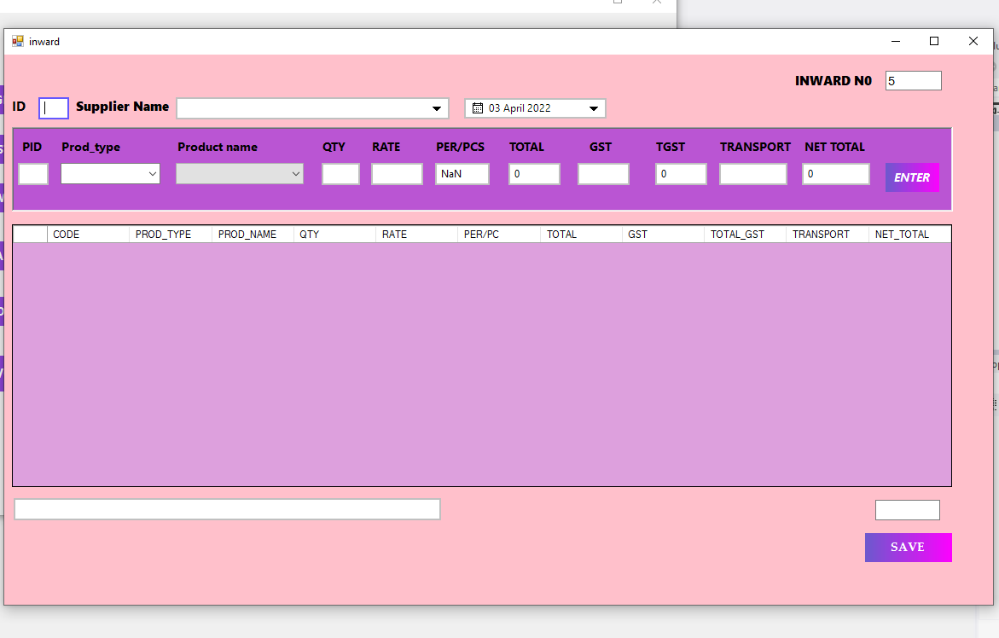 inward
INWARD N0 5
ID Supplier Name 03 April 2022
PID Prod_type Product name QTY RATE PER/PCS TOTAL GST TGST TRANSPORT NET TOTAL
NaN 0 0 0 ENTER
CODE PROD_TYPE PROD_NAME QTY RATE PER/PC TOTAL GST TOTAL_GST TRANSPORT NET_TOTAL
SAVE